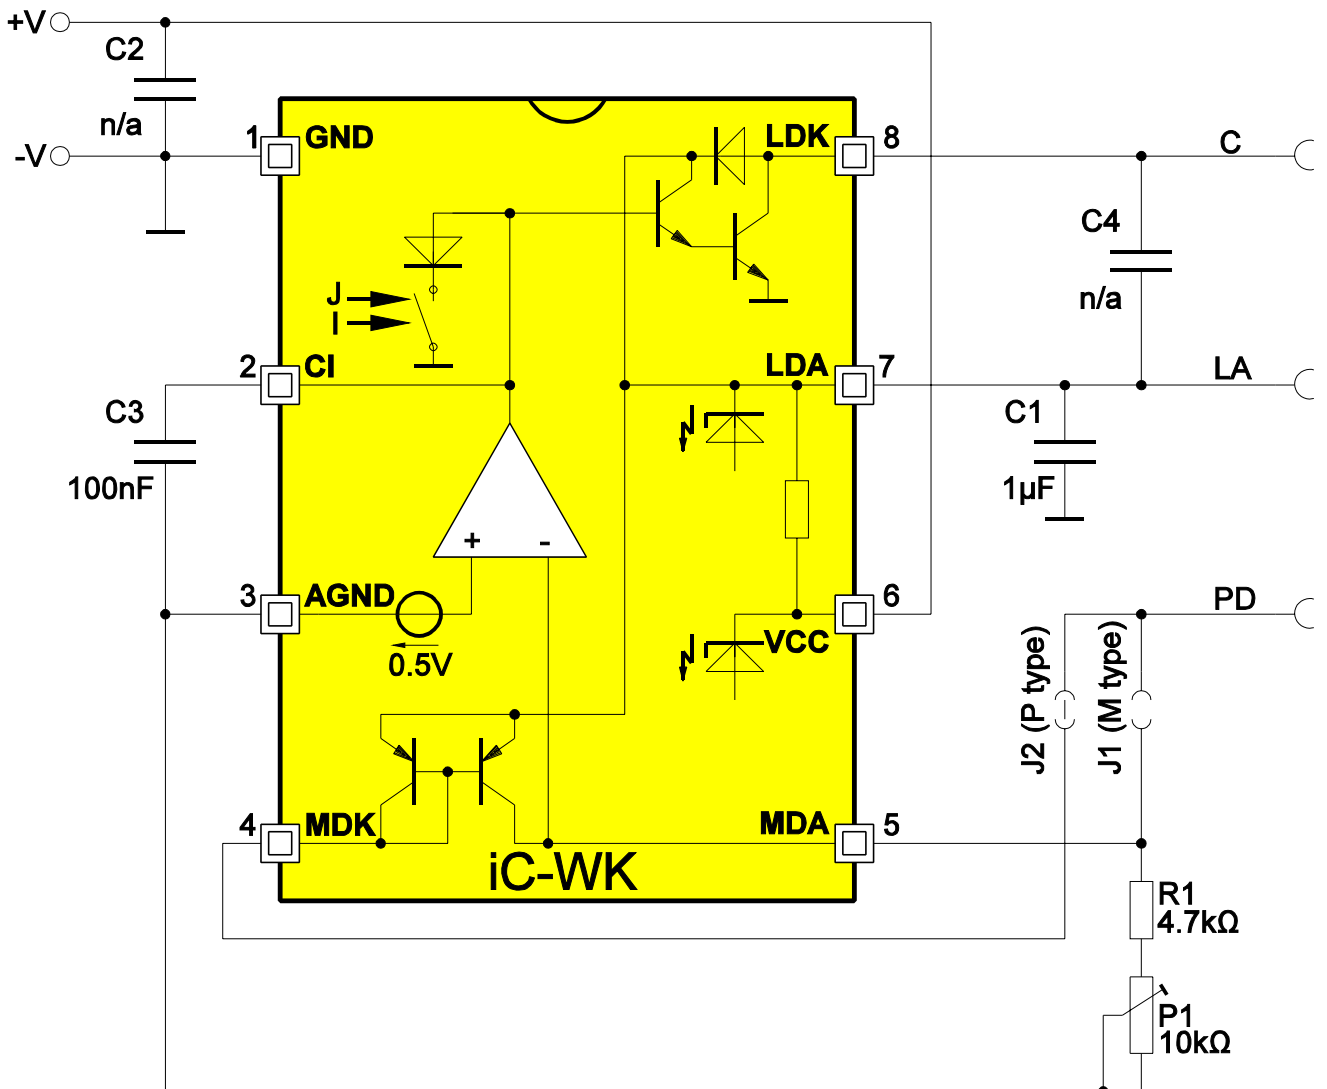 +V
C2
n/a
-V
1
GND
LDK
8
C
C4
n/a
J
I
2
CI
LDA
7
LA
C3
100nF
C1
1µF
+
-
3
AGND
0.5V
6
VCC
PD
J2 (P type)
J1 (M type)
4
MDK
MDA
5
iC-WK
R1
4.7kΩ
P1
10kΩ